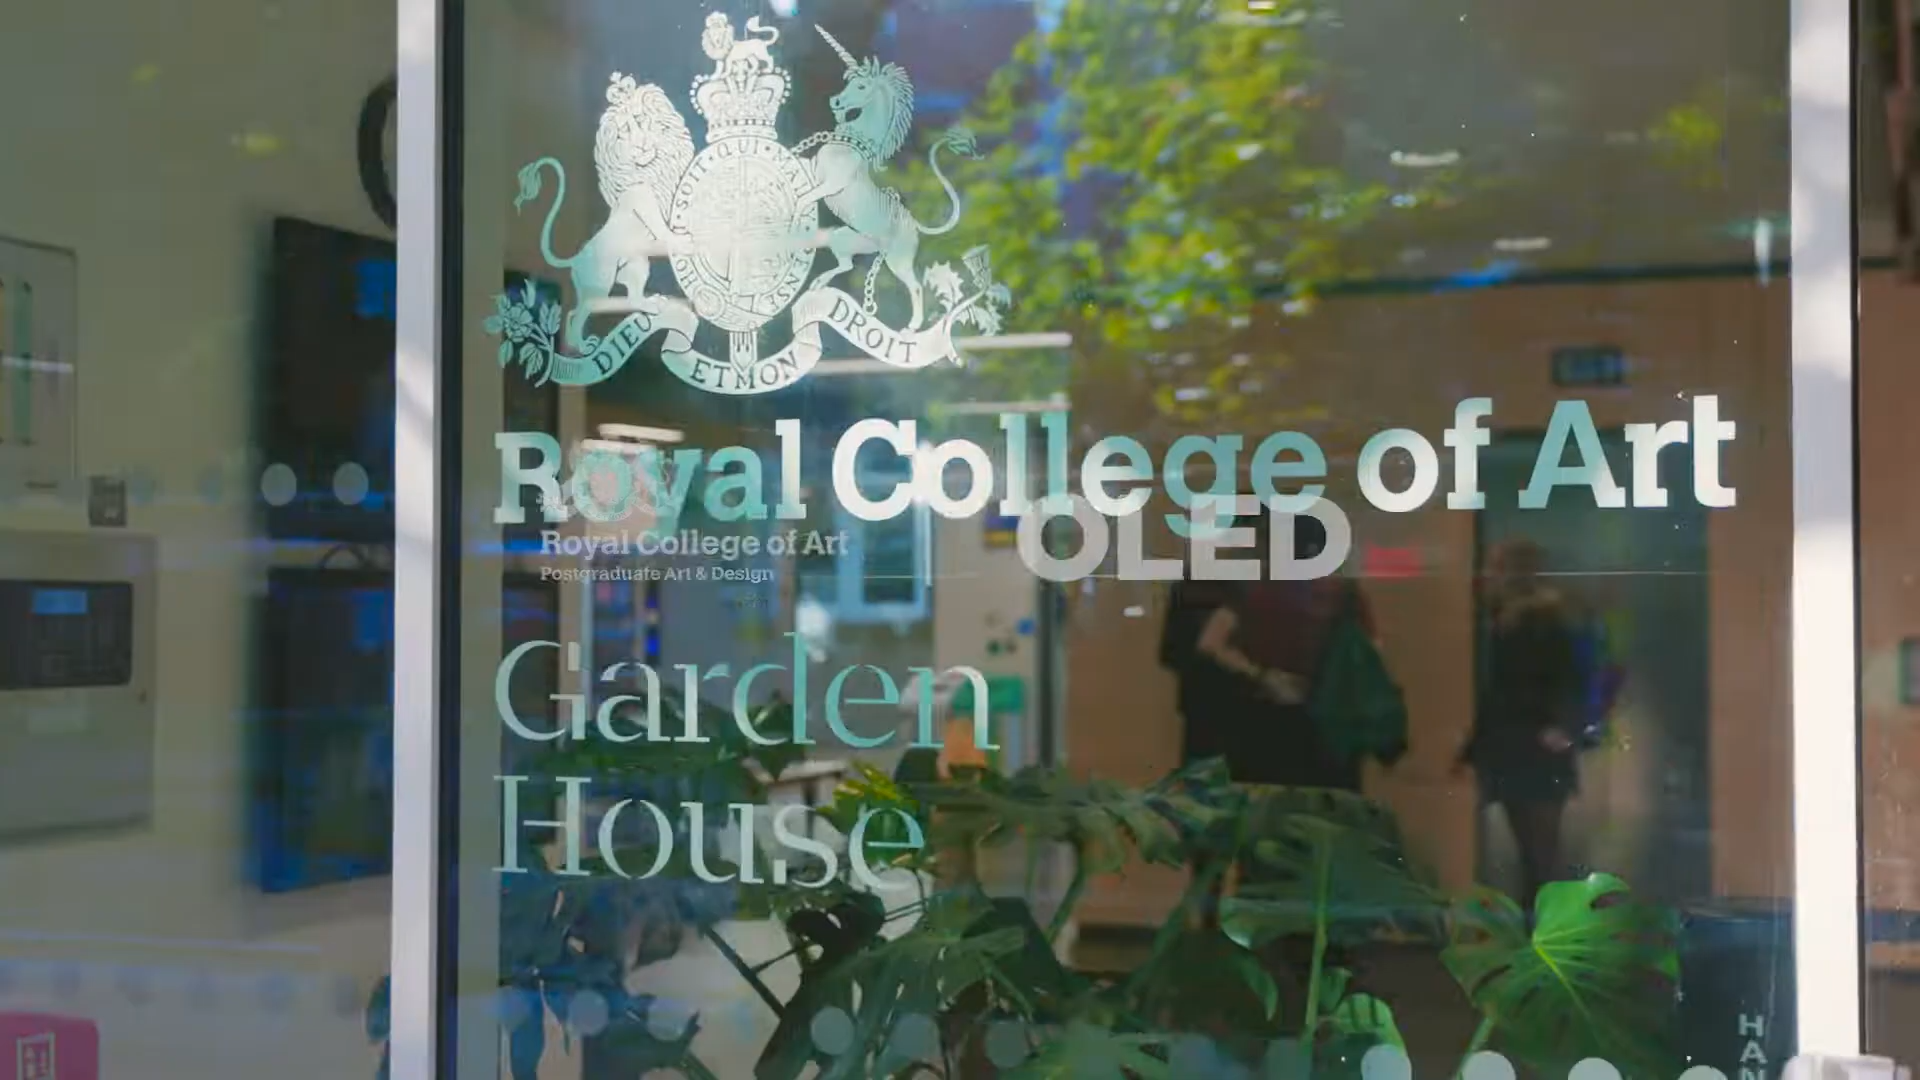 HONI·SOIT·QUI·MAL·Y·PENSE
DIEU ET MON DROIT
Royal College of Art
OLED
Royal College of Art
Postgraduate Art & Design
Garden
House